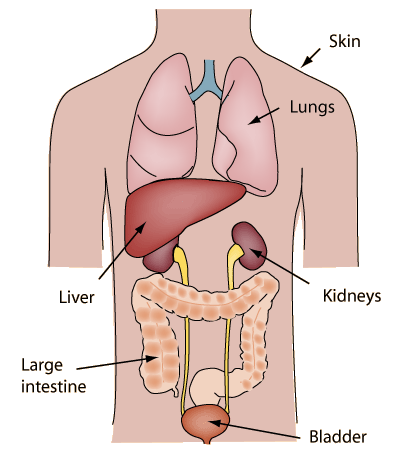 Skin
Lungs
Liver
Kidneys
Large
intestine
Bladder